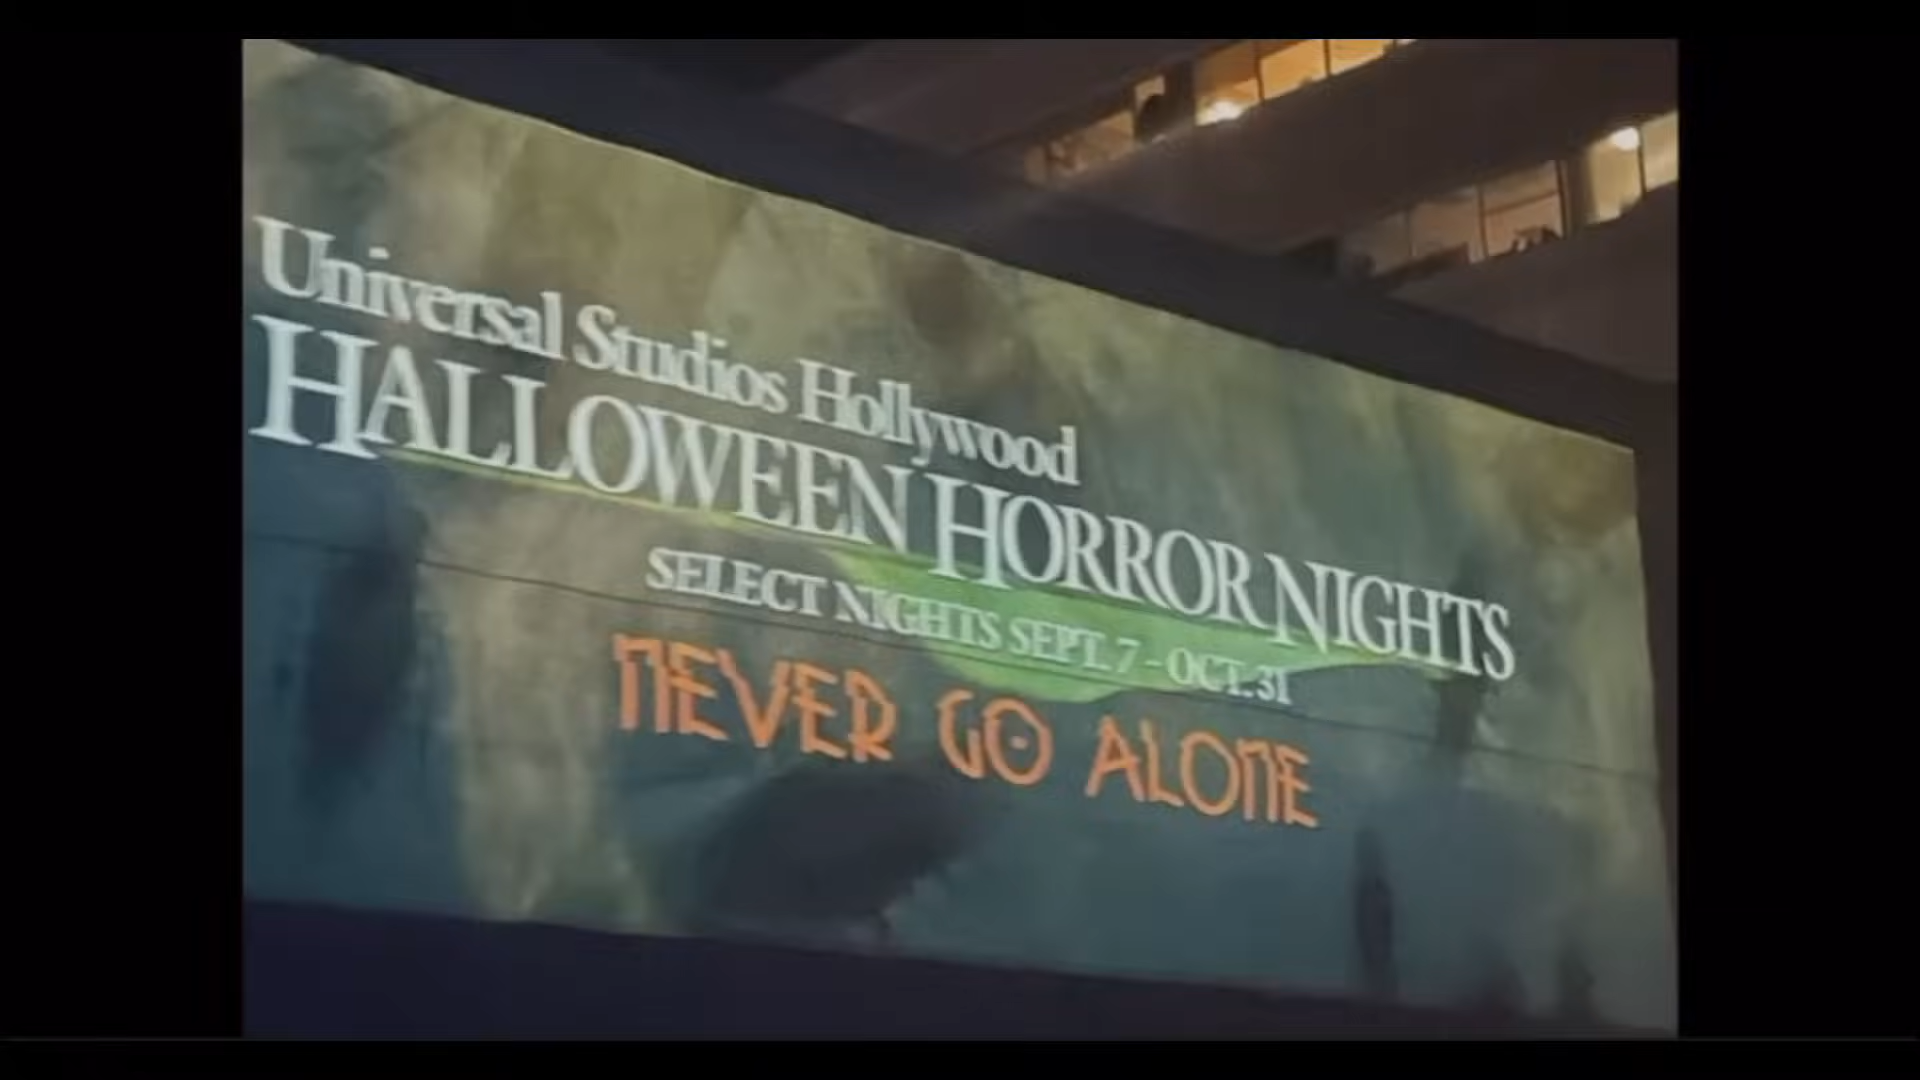 Universal Studios Hollywood
HALLOWEEN HORROR NIGHTS
SELECT NIGHTS SEPT. 7 - OCT. 31
NEVER GO ALONE